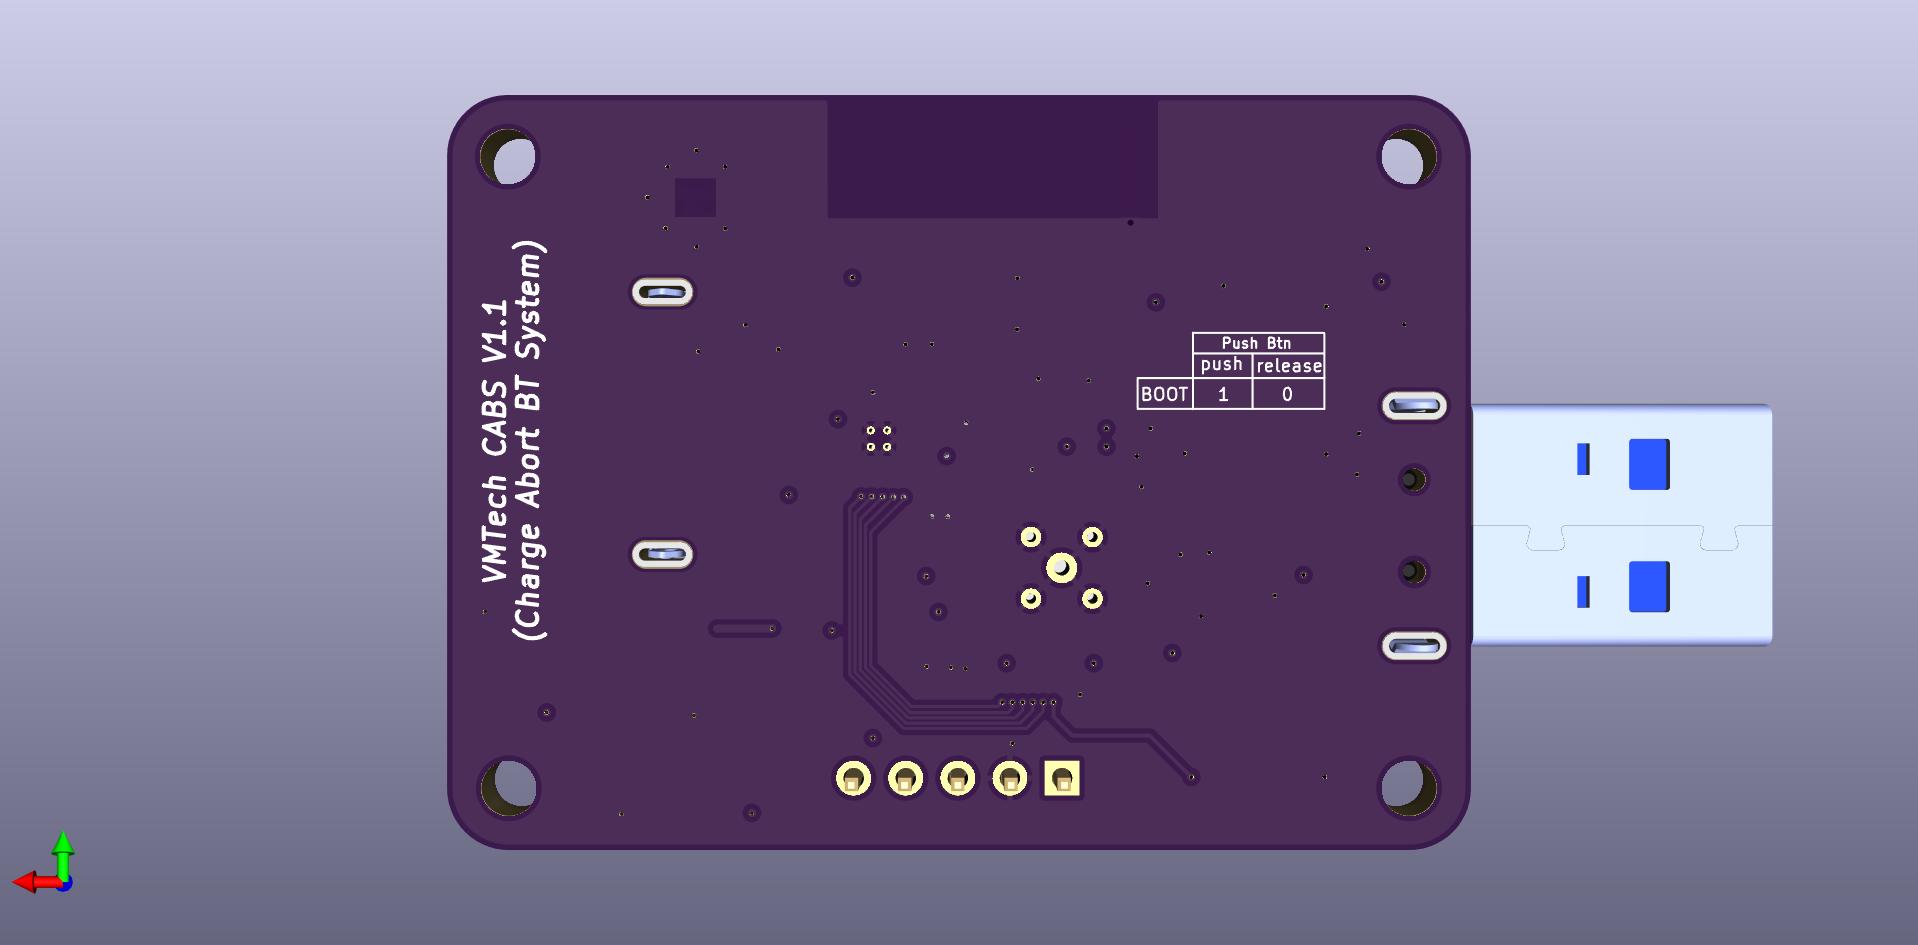 VMTech CABS V1.1
(Charge Abort BT System)
Push Btn
push release
BOOT 1 0